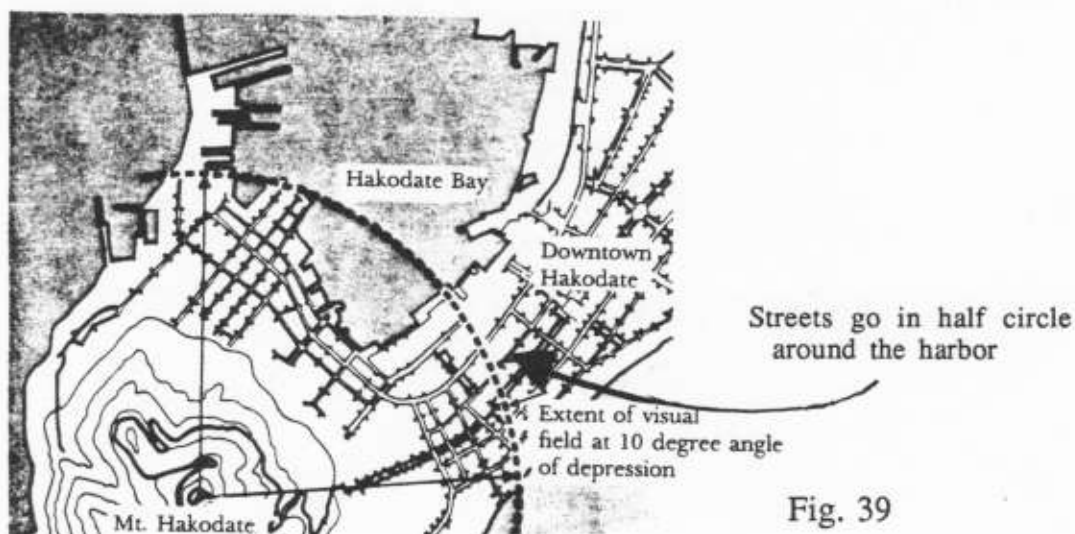 Hakodate Bay
Downtown
Hakodate
Streets go in half circle
around the harbor
Extent of visual
field at 10 degree angle
of depression
Mt. Hakodate
Fig. 39